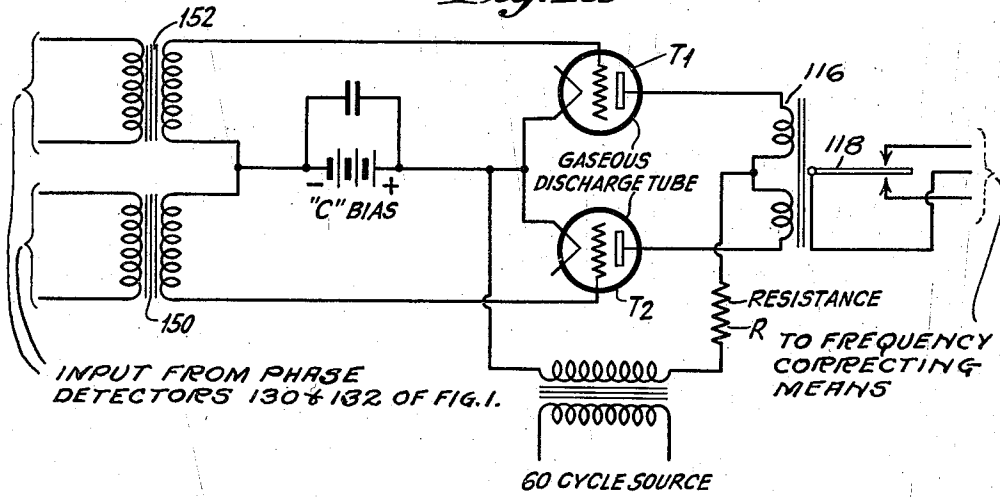 152
T1
116
118
GASEOUS
DISCHARGE TUBE
- +
"C" BIAS
150
T2
RESISTANCE
R
TO FREQUENCY
CORRECTING
MEANS
INPUT FROM PHASE
DETECTORS 130 & 132 OF FIG.1.
60 CYCLE SOURCE